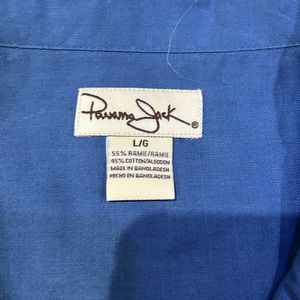 Panama Jack ®
L/G
55% RAMIE/RAMIE
45% COTTON/ALGODON
MADE IN BANGLADESH
HECHO EN BANGLADESH